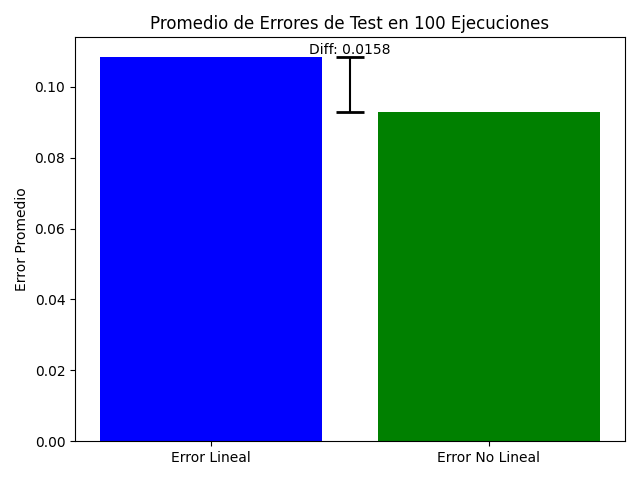 Promedio de Errores de Test en 100 Ejecuciones
Diff: 0.0158
Error Promedio
0.10
0.08
0.06
0.04
0.02
0.00
Error Lineal
Error No Lineal